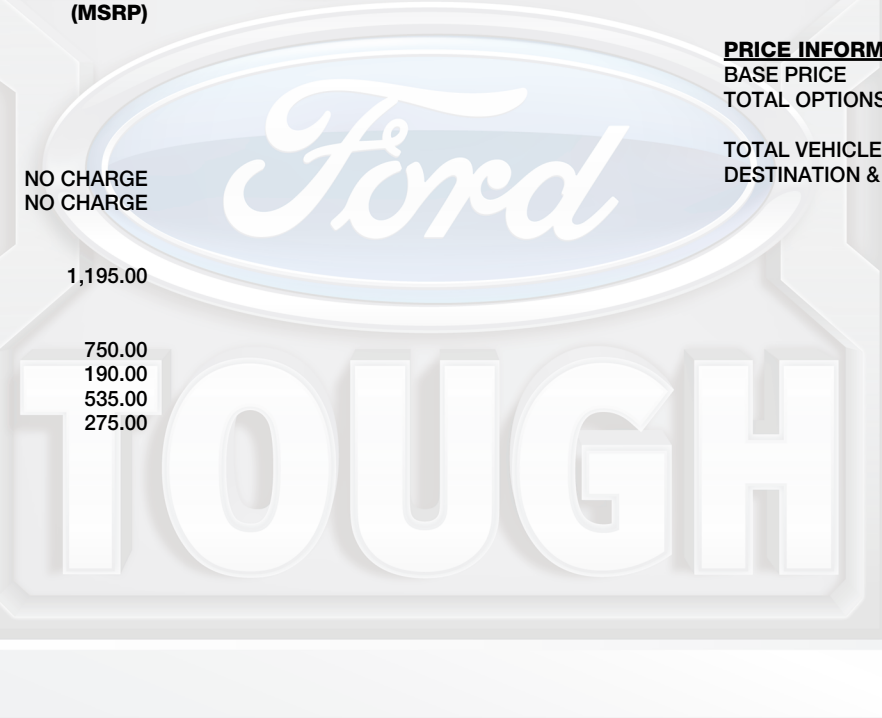 (MSRP)
NO CHARGE
NO CHARGE
1,195.00
750.00
190.00
535.00
275.00
PRICE INFORM
BASE PRICE
TOTAL OPTIONS
TOTAL VEHICLE
DESTINATION &
Ford
TOUGH